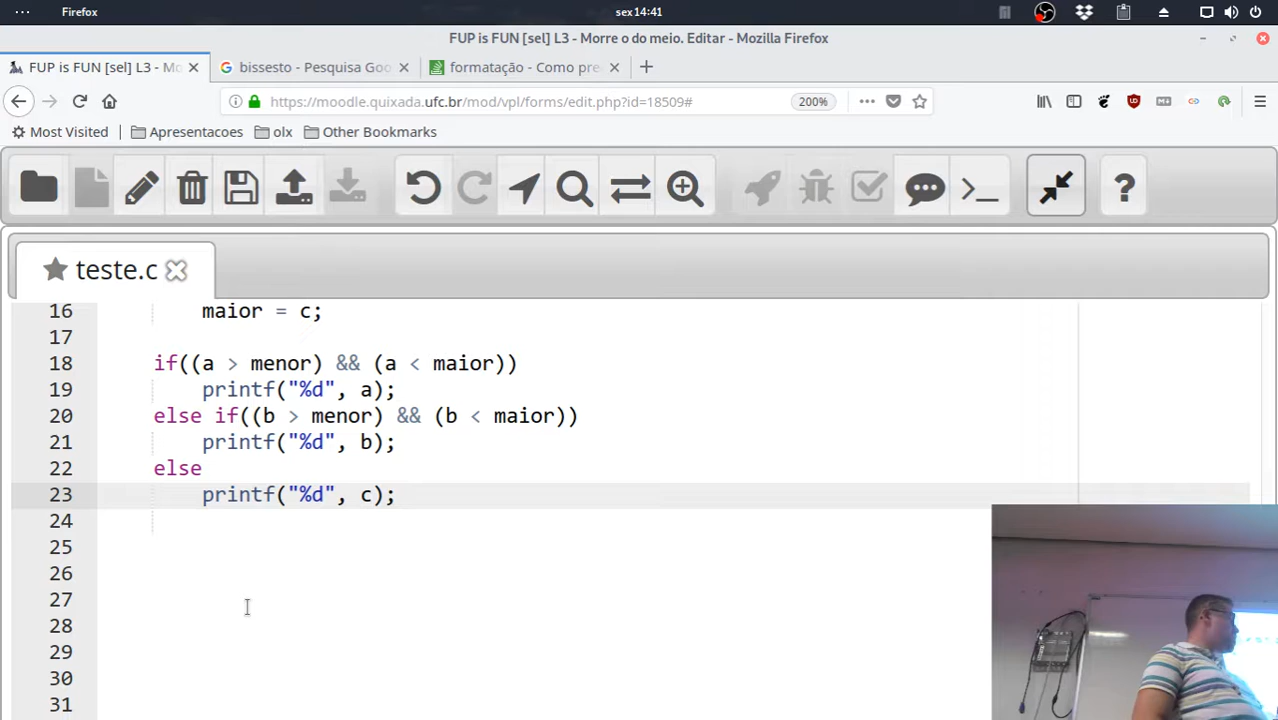 Firefox
sex 14:41
FUP is FUN [sel] L3 - Morre o do meio. Editar - Mozilla Firefox
FUP is FUN [sel] L3 - Mo
bissesto - Pesquisa Goo
formatação - Como pre
https://moodle.quixada.ufc.br/mod/vpl/forms/edit.php?id=18509#
200%
Most Visited
Apresentacoes
olx
Other Bookmarks
teste.c
16 maior = c;
17
18 if((a > menor) && (a < maior))
19 printf("%d", a);
20 else if((b > menor) && (b < maior))
21 printf("%d", b);
22 else
23 printf("%d", c);
24
25
26
27
28
29
30
31